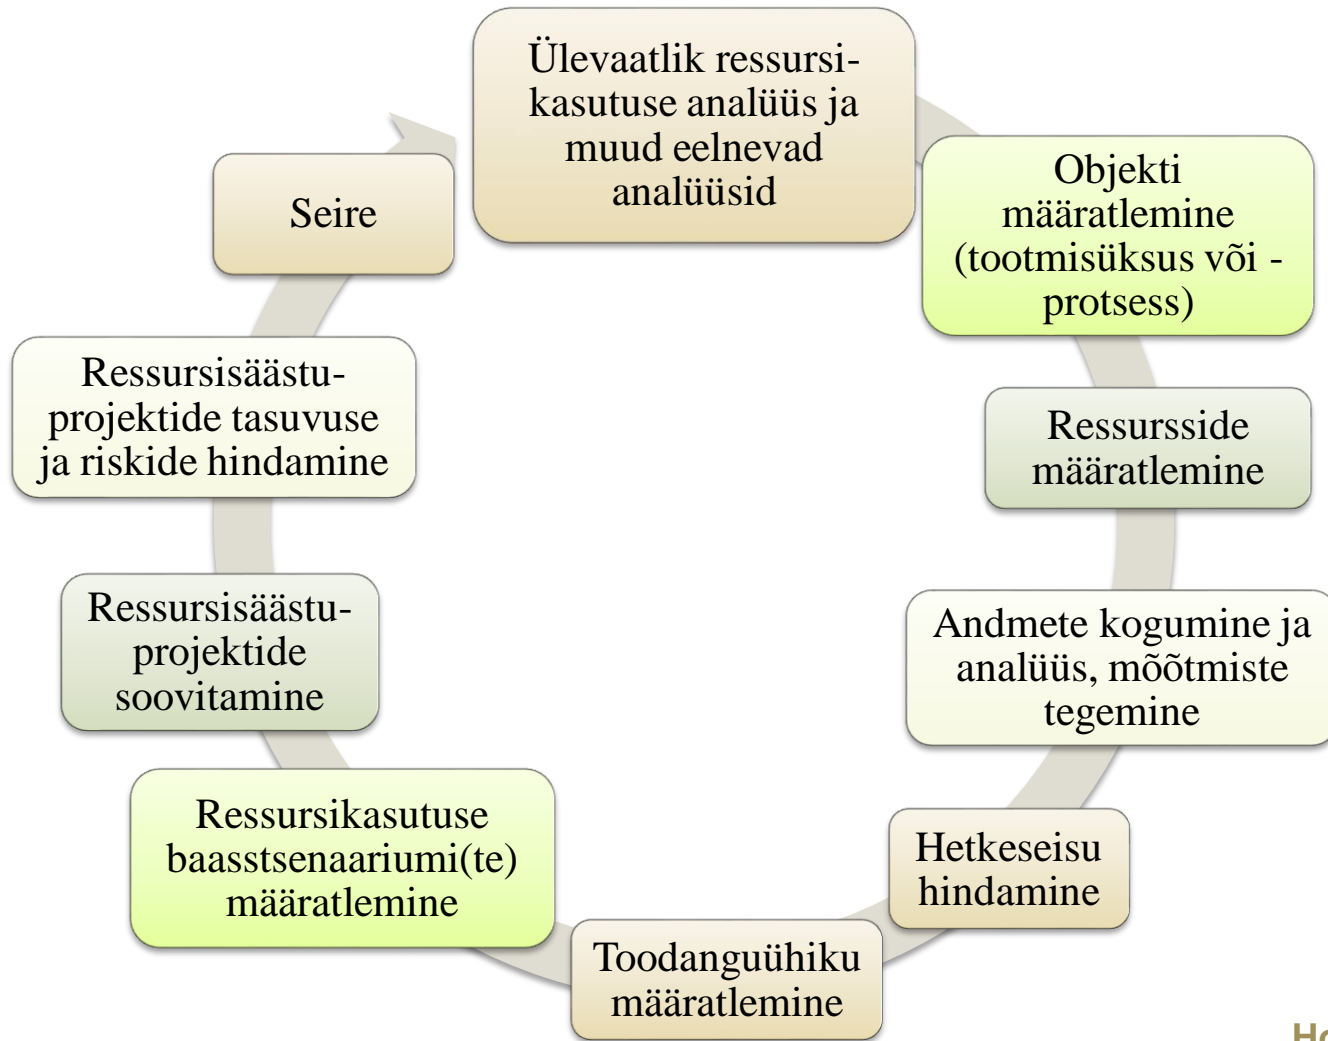 Ülevaatlik ressursi-
kasutuse analüüs ja
muud eelnevad
analüüsid
Objekti
määratlemine
(tootmisüksus või -
protsess)
Ressursside
määratlemine
Andmete kogumine ja
analüüs, mõõtmiste
tegemine
Hetkeseisu
hindamine
Toodanguühiku
määratlemine
Ressursikasutuse
baasstsenaariumi(te)
määratlemine
Ressursisäästu-
projektide
soovitamine
Ressursisäästu-
projektide tasuvuse
ja riskide hindamine
Seire